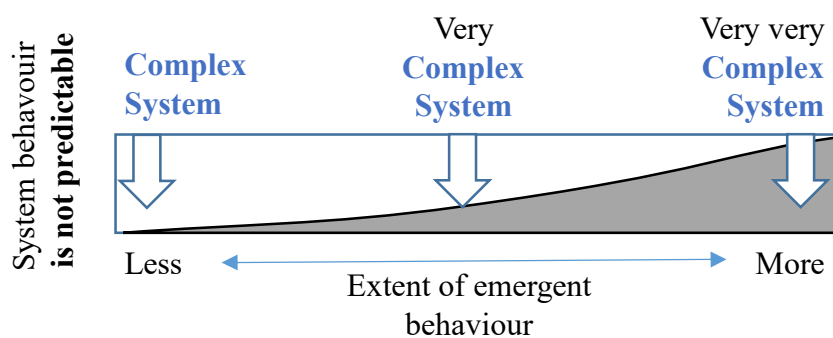 System behavouir
is not predictable
Complex
System
Very
Complex
System
Very very
Complex
System
Less
More
Extent of emergent
behaviour